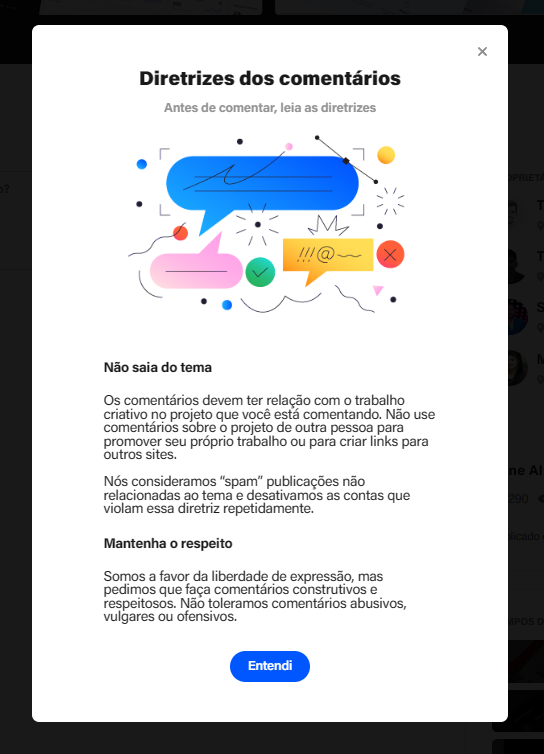 Diretrizes dos comentários
Antes de comentar, leia as diretrizes
!!!@
Não saia do tema
Os comentários devem ter relação com o trabalho
criativo no projeto que você está comentando. Não use
comentários sobre o projeto de outra pessoa para
promover seu próprio trabalho ou para criar links para
outros sites.
Nós consideramos “spam” publicações não
relacionadas ao tema e desativamos as contas que
violam essa diretriz repetidamente.
Mantenha o respeito
Somos a favor da liberdade de expressão, mas
pedimos que faça comentários construtivos e
respeitosos. Não toleramos comentários abusivos,
vulgares ou ofensivos.
Entendi